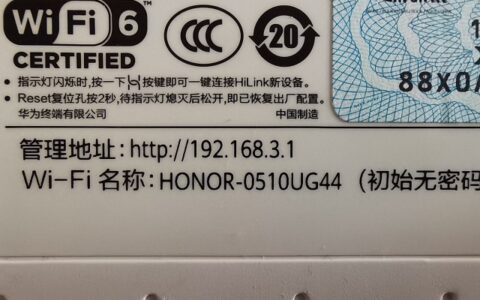 Wi Fi 6
CERTIFIED
20
• 指示灯闪烁时,按一下 按键即可一键连接HiLink新设备。
• Reset复位孔按2秒,待指示灯熄灭后松开,即已恢复出厂配置。
华为终端有限公司
中国制造
88X0/
管理地址: http://192.168.3.1
Wi-Fi 名称: HONOR-0510UG44 (初始无密码